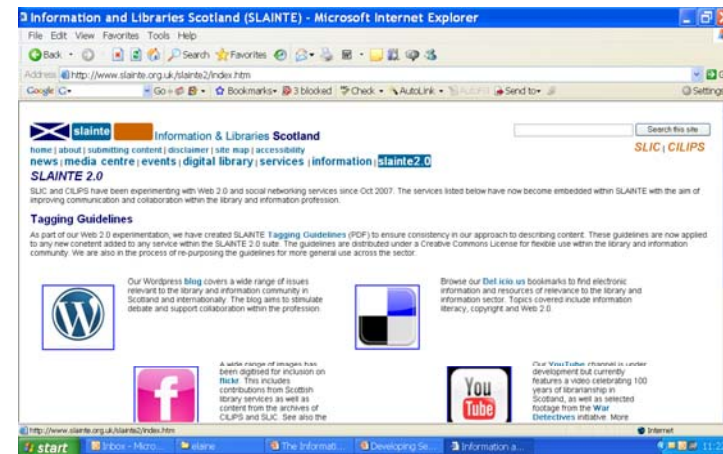 Information and Libraries Scotland (SLAINTE) - Microsoft Internet Explorer
File Edit View Favorites Tools Help
Back Search Favorites
Address http://www.slainte.org.uk/slainte2/index.htm Go
Google G Go Bookmarks 3 blocked Check AutoLink AutoFill Send to Settings
slainte Information & Libraries Scotland Search this site
home | about | submitting content | disclaimer | site map | accessibility SLIC | CILIPS
news | media centre | events | digital library | services | information | slainte2.0
SLAINTE 2.0
SLIC and CILIPS have been experimenting with Web 2.0 and social networking services since Oct 2007. The services listed below have now become embedded within SLAINTE with the aim of
improving communication and collaboration within the library and information profession.
Tagging Guidelines
As part of our Web 2.0 experimentation, we have created SLAINTE Tagging Guidelines (PDF) to ensure consistency in our approach to describing content. These guidelines are now applied
to any new conetent added to any service within the SLAINTE 2.0 suite. The guidelines are distributed under a Creative Commons License for flexible use within the library and information
community. We are also in the process of re-purposing the guidelines for more general use across the sector.
Our Wordpress blog covers a wide range of issues
relevant to the library and information community in
Scotland and internationally. The blog aims to stimulate
debate and support collaboration within the profession.
Browse our Del.icio.us bookmarks to find electronic
information and resources of relevance to the library and
information sector. Topics covered include information
literacy, copyright and Web 2.0.
A wide range of images has
been digitised for inclusion on
flickr. This includes
contributions from Scottish
library services as well as
content from the archives of
CILIPS and SLIC. See also the
You
Tube
Our YouTube channel is under
development but currently
features a video celebrating 100
years of librarianship in
Scotland, as well as selected
footage from the War
Detectives initiative. More
http://www.slainte.org.uk/slainte2/index.htm Internet
start Inbox - Micro... elaine The Informati... Developing Se... Information a...